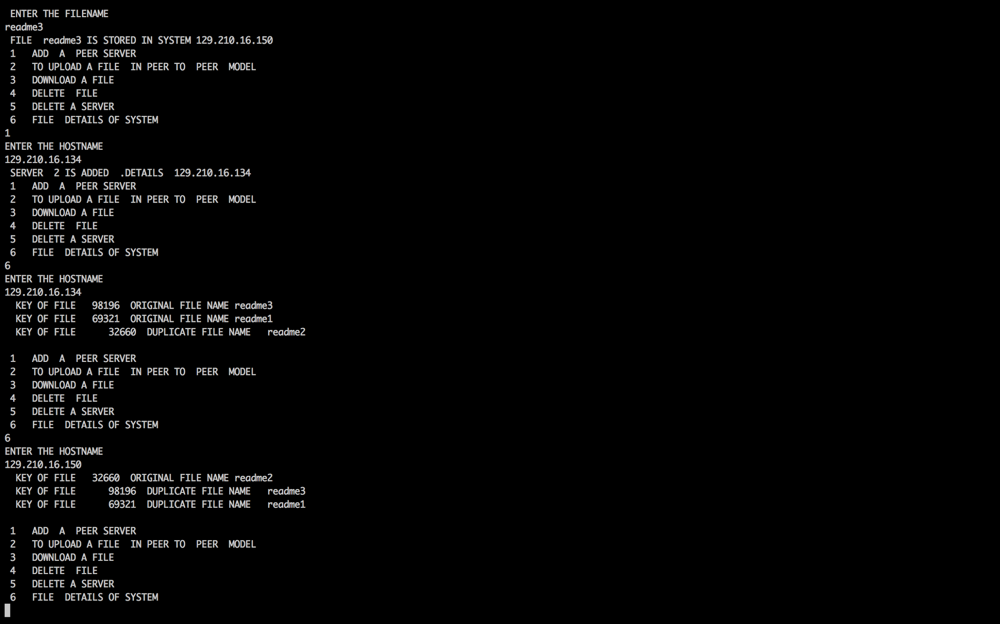 ENTER THE FILENAME
readme3
FILE  readme3 IS STORED IN SYSTEM 129.210.16.150
1   ADD  A  PEER SERVER
2   TO UPLOAD A FILE  IN PEER TO  PEER  MODEL
3   DOWNLOAD A FILE
4   DELETE  FILE
5   DELETE A SERVER
6   FILE  DETAILS OF SYSTEM
1
ENTER THE HOSTNAME
129.210.16.134
SERVER  2 IS ADDED  .DETAILS  129.210.16.134
1   ADD  A  PEER SERVER
2   TO UPLOAD A FILE  IN PEER TO  PEER  MODEL
3   DOWNLOAD A FILE
4   DELETE  FILE
5   DELETE A SERVER
6   FILE  DETAILS OF SYSTEM
6
ENTER THE HOSTNAME
129.210.16.134
KEY OF FILE   98196  ORIGINAL FILE NAME readme3
KEY OF FILE   69321  ORIGINAL FILE NAME readme1
KEY OF FILE      32660  DUPLICATE FILE NAME   readme2
1   ADD  A  PEER SERVER
2   TO UPLOAD A FILE  IN PEER TO  PEER  MODEL
3   DOWNLOAD A FILE
4   DELETE  FILE
5   DELETE A SERVER
6   FILE  DETAILS OF SYSTEM
6
ENTER THE HOSTNAME
129.210.16.150
KEY OF FILE   32660  ORIGINAL FILE NAME readme2
KEY OF FILE      98196  DUPLICATE FILE NAME   readme3
KEY OF FILE      69321  DUPLICATE FILE NAME   readme1
1   ADD  A  PEER SERVER
2   TO UPLOAD A FILE  IN PEER TO  PEER  MODEL
3   DOWNLOAD A FILE
4   DELETE  FILE
5   DELETE A SERVER
6   FILE  DETAILS OF SYSTEM